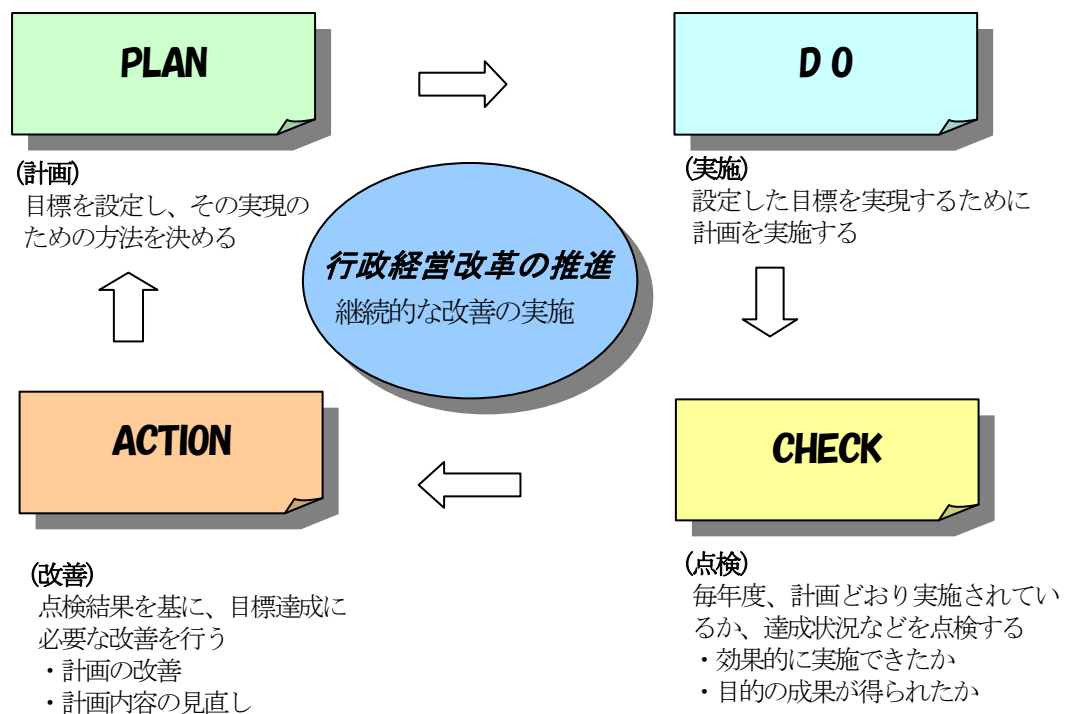 PLAN
(計画)
目標を設定し、その実現の
ための方法を決める
DO
(実施)
設定した目標を実現するために
計画を実施する
行政経営改革の推進
継続的な改善の実施
ACTION
(改善)
点検結果を基に、目標達成に
必要な改善を行う
・計画の改善
・計画内容の見直し
CHECK
(点検)
毎年度、計画どおり実施されてい
るか、達成状況などを点検する
・効果的に実施できたか
・目的の成果が得られたか